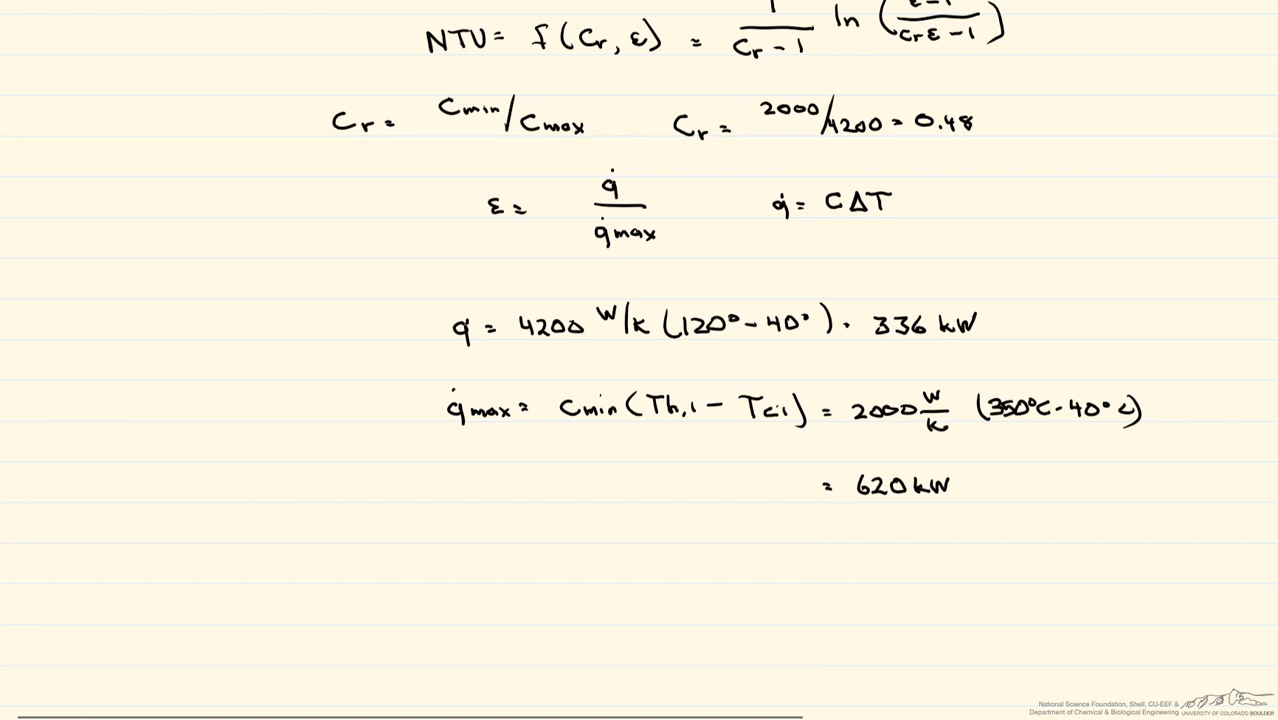 NTU = f(Cr, ε) = 1/(Cr - 1) ln((ε-1)/(Crε-1))
Cr = Cmin/Cmax Cr = 2000/4200 = 0.48
ε = q̇/q̇max q̇ = CΔT
q̇ = 4200 W/K (120° - 40°) = 336 kW
q̇max = Cmin(Th,i - Tci) = 2000 W/K (350°C - 40°C)
= 620 kW
National Science Foundation, Shell, CU-EEF &
Department of Chemical & Biological Engineering UNIVERSITY OF COLORADO BOULDER